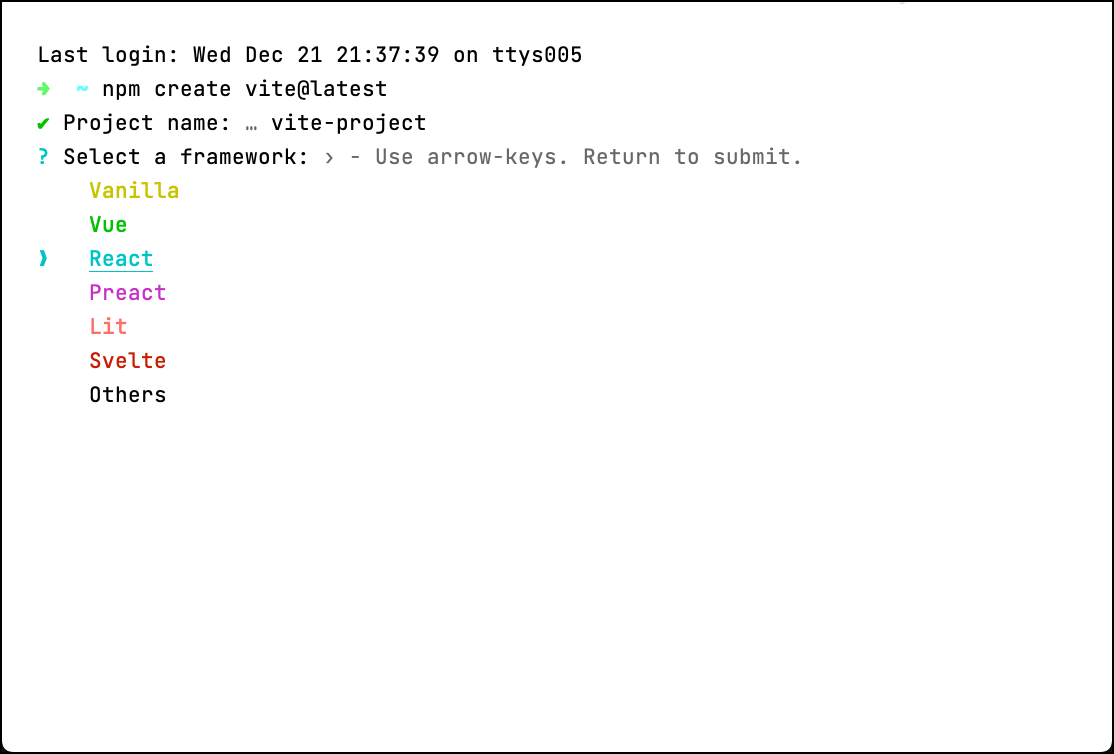 Last login: Wed Dec 21 21:37:39 on ttys005
➜  ~ npm create vite@latest
✔ Project name: … vite-project
? Select a framework: › - Use arrow-keys. Return to submit.
Vanilla
Vue
❯ React
Preact
Lit
Svelte
Others